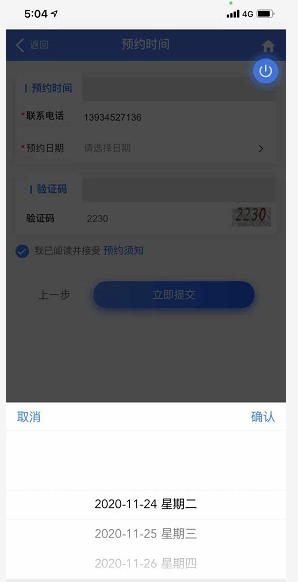 5:04 4G
返回 预约时间
预约时间
*联系电话 13934527136
*预约日期 请选择日期
验证码
验证码 2230 2230
我已阅读并接受 预约须知
上一步 立即提交
取消 确认
2020-11-24 星期二
2020-11-25 星期三
2020-11-26 星期四